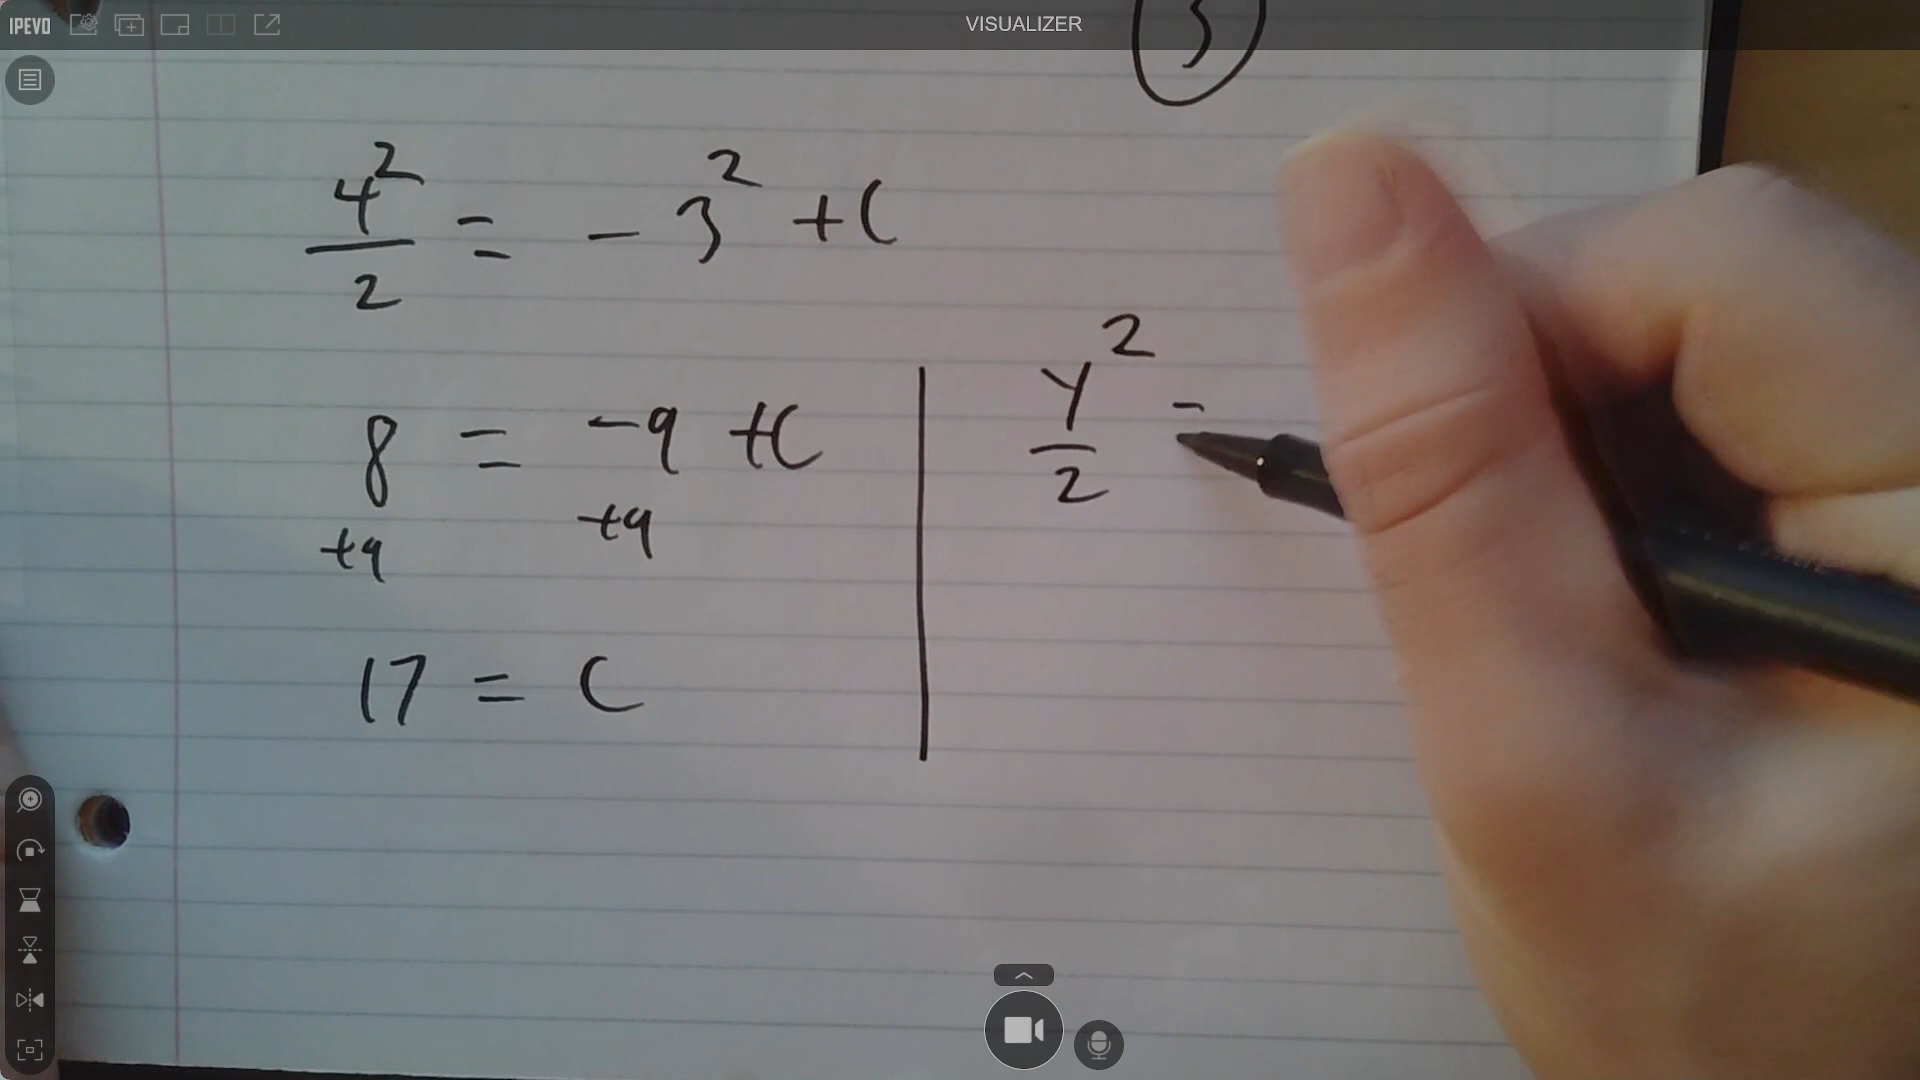 IPEVO VISUALIZER
3
4² / 2 = - 3² + C
8 = -9 + C
+9 +9
17 = C
y² / 2 =